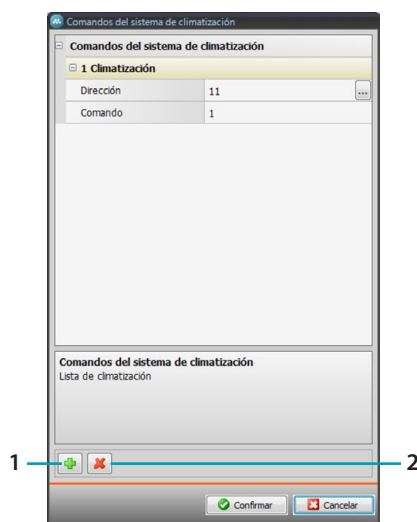 Comandos del sistema de climatización
Comandos del sistema de climatización
1 Climatización
Dirección 11 ...
Comando 1
Comandos del sistema de climatización
Lista de climatización
1 2
Confirmar Cancelar